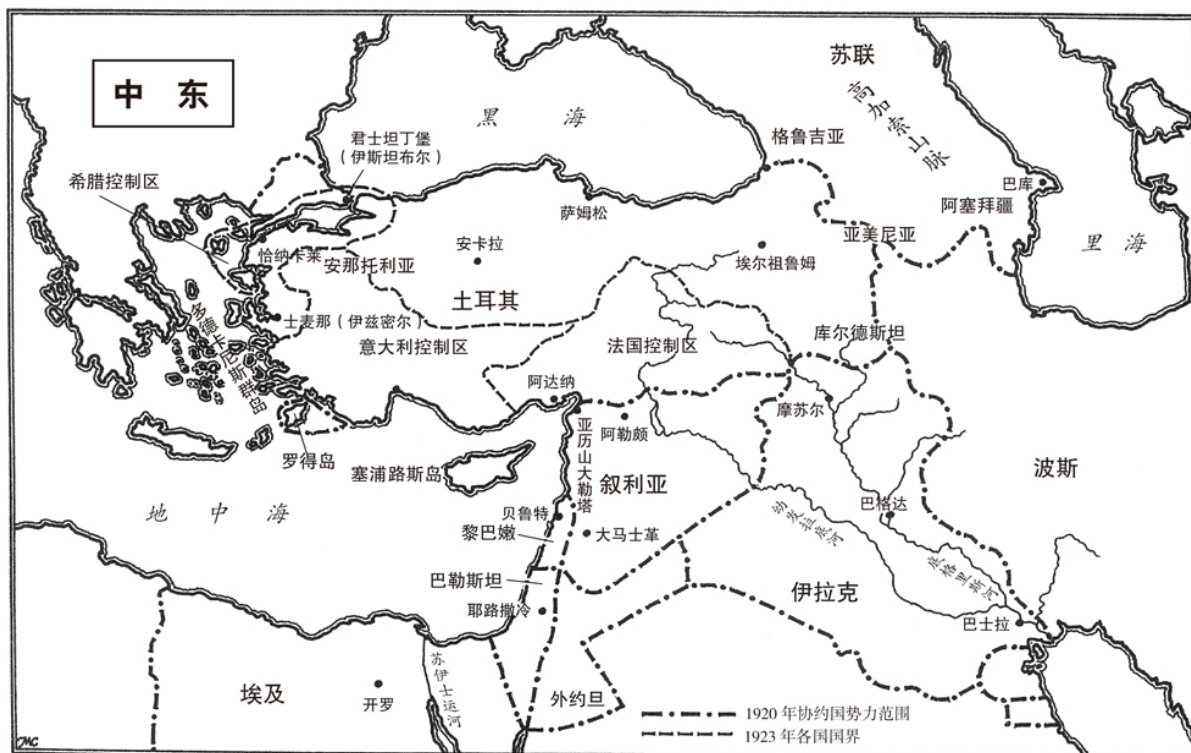 中 东
苏联
高加索山脉
黑 海
君士坦丁堡
（伊斯坦布尔）
格鲁吉亚
希腊控制区
巴库
萨姆松
阿塞拜疆
亚美尼亚
里 海
恰纳卡莱
安卡拉
埃尔祖鲁姆
安那托利亚
土耳其
多德卡尼斯群岛
士麦那（伊兹密尔）
库尔德斯坦
意大利控制区
法国控制区
阿达纳
摩苏尔
亚历山大勒塔
阿勒颇
罗得岛
塞浦路斯岛
叙利亚
波斯
地 中 海
贝鲁特
巴格达
黎巴嫩
大马士革
幼发拉底河
底格里斯河
巴勒斯坦
伊拉克
耶路撒冷
巴士拉
苏伊士运河
埃及
开罗
外约旦
1920 年协约国势力范围
1923 年各国国界
MC